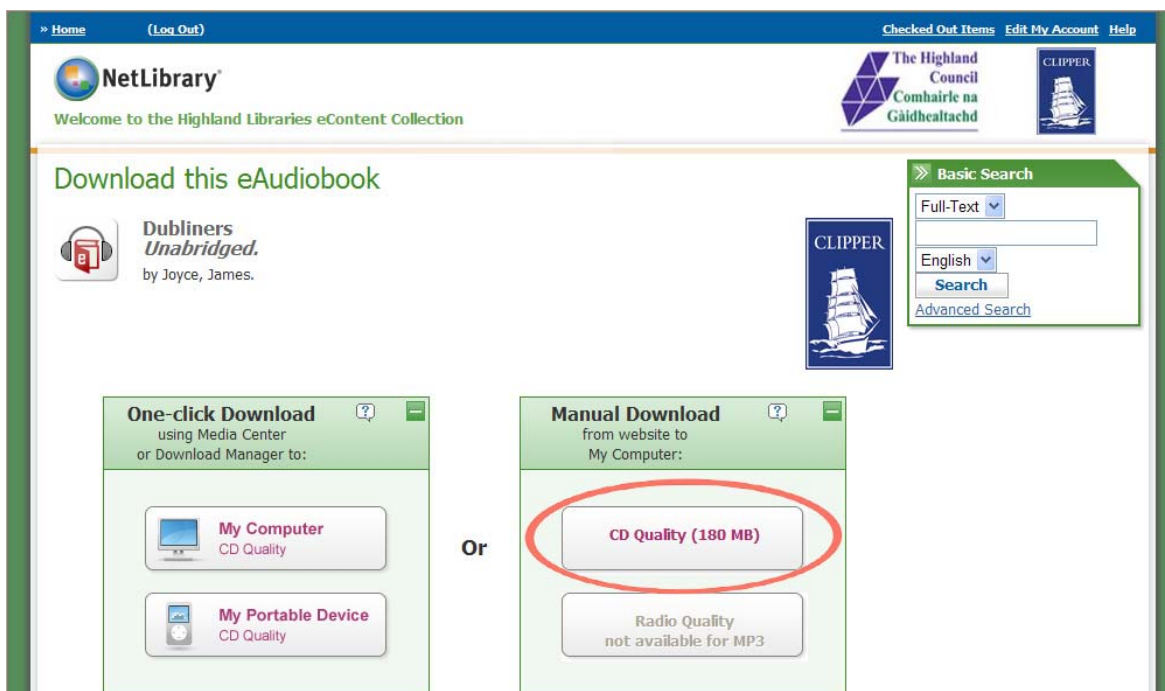 » Home (Log Out) Checked Out Items Edit My Account Help
NetLibrary®
Welcome to the Highland Libraries eContent Collection
The Highland
Council
Comhairle na
Gàidhealtachd
CLIPPER
Download this eAudiobook
Dubliners
Unabridged.
by Joyce, James.
CLIPPER
Basic Search
Full-Text
English
Search
Advanced Search
One-click Download
using Media Center
or Download Manager to:
My Computer
CD Quality
My Portable Device
CD Quality
Or
Manual Download
from website to
My Computer:
CD Quality (180 MB)
Radio Quality
not available for MP3